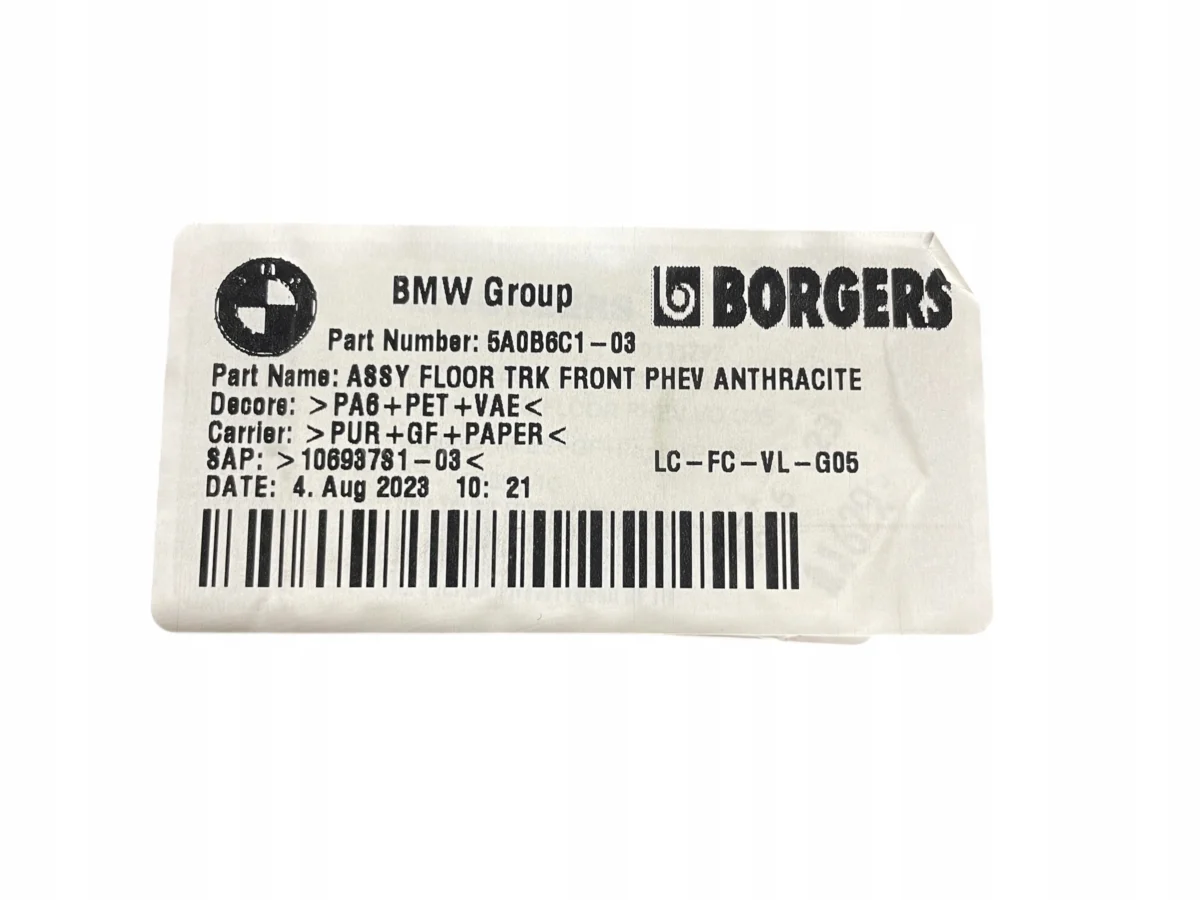 BMW Group
BORGERS
Part Number: 5A0B6C1-03
Part Name: ASSY FLOOR TRK FRONT PHEV ANTHRACITE
Decore: >PA6+PET+VAE<
Carrier: >PUR+GF+PAPER<
SAP: >10693781-03<
LC-FC-VL-G05
DATE: 4. Aug 2023 10: 21